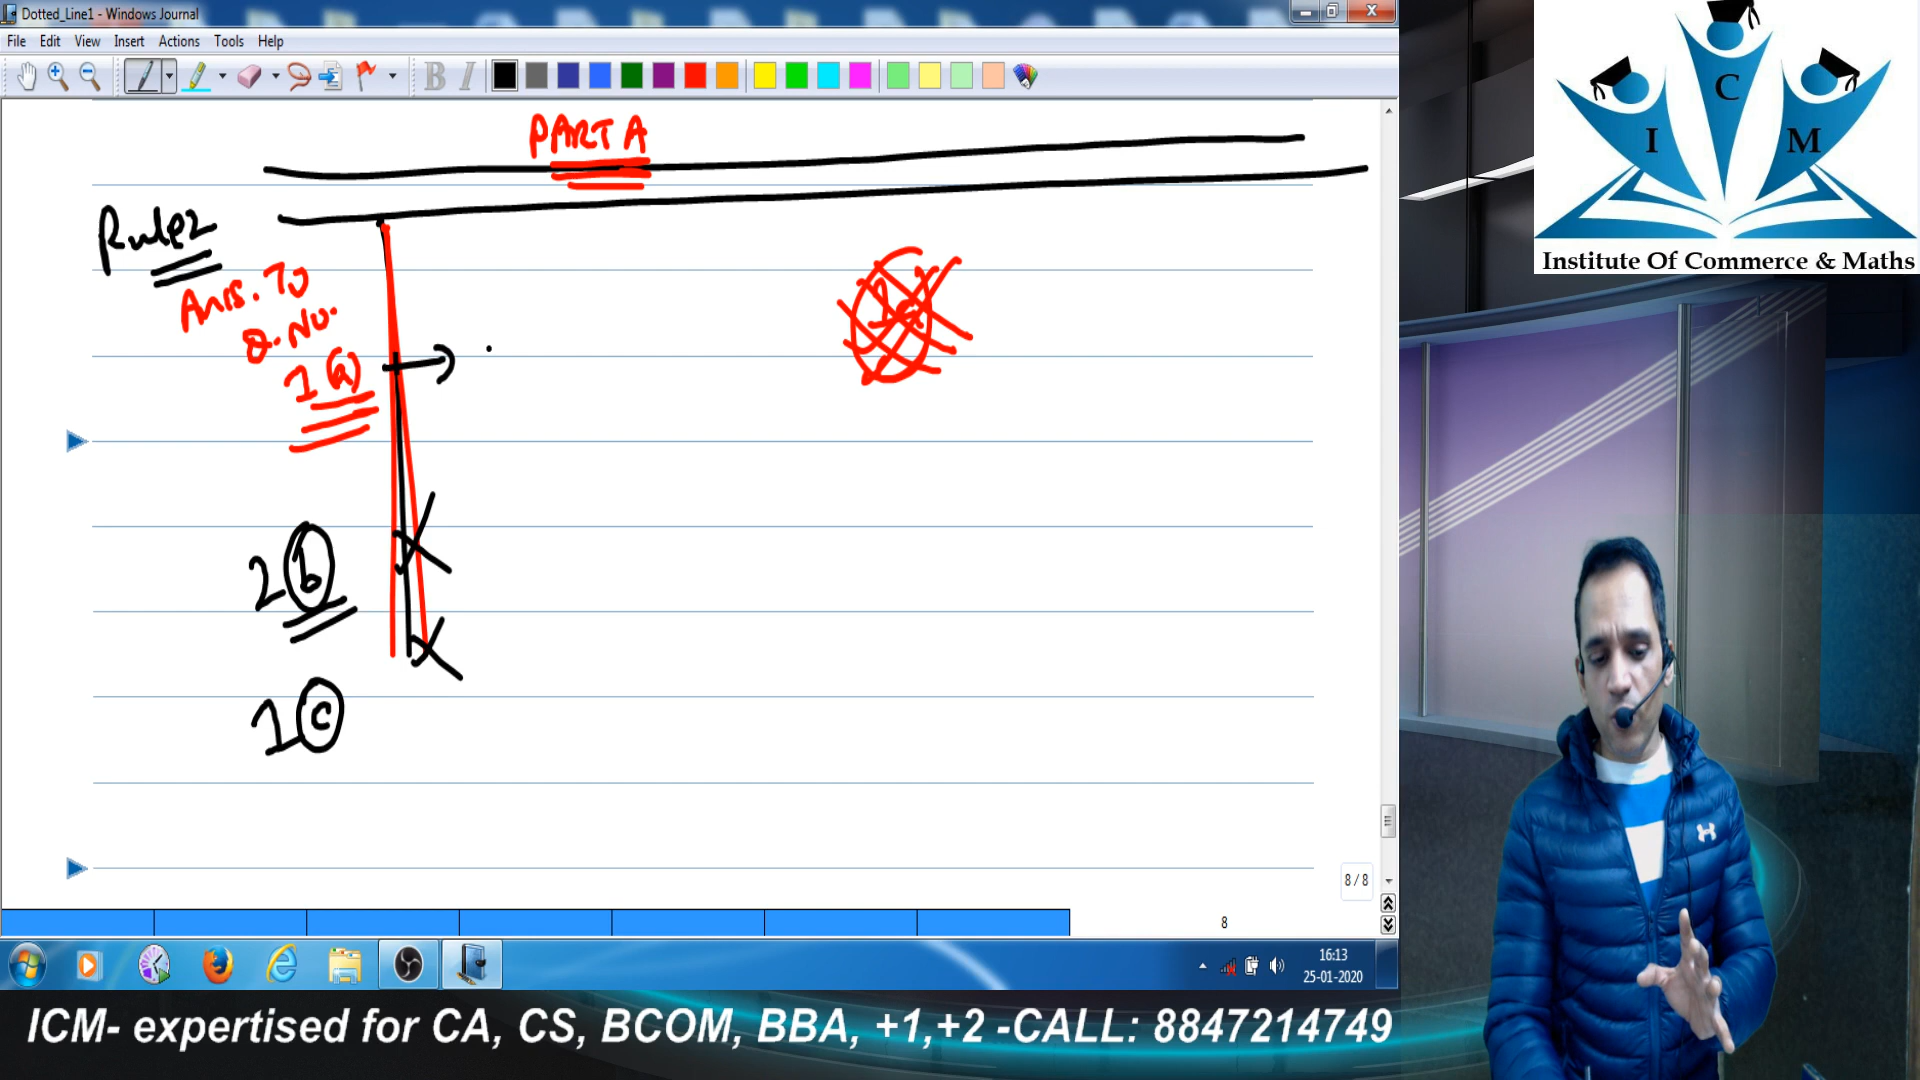 Dotted_Line1 - Windows Journal
File Edit View Insert Actions Tools Help
B I
PART A
Rule 2
Ans. To
Q. No.
1 (a)
2 (b)
1 (c)
8 / 8
8
16:13
25-01-2020
I C M
Institute Of Commerce & Maths
ICM- expertised for CA, CS, BCOM, BBA, +1,+2 -CALL: 8847214749